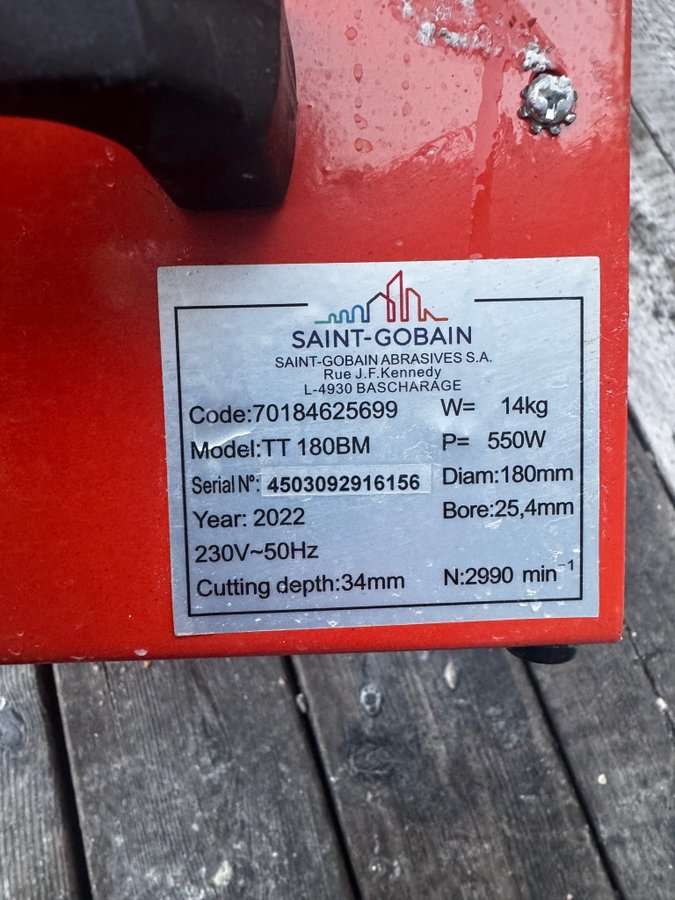 SAINT-GOBAIN
SAINT-GOBAIN ABRASIVES S.A.
Rue J.F.Kennedy
L-4930 BASCHARAGE
Code:70184625699 W= 14kg
Model:TT 180BM P= 550W
Serial Nº: 4503092916156 Diam:180mm
Year: 2022 Bore:25,4mm
230V~50Hz
Cutting depth:34mm N:2990 min⁻¹